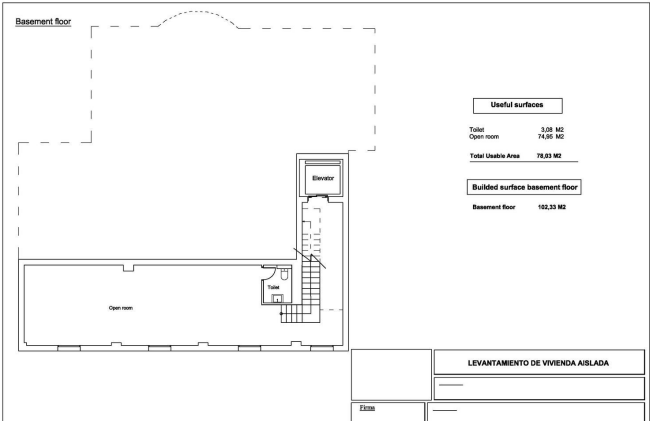 Basement floor
Useful surfaces
Toilet 3,08 M2
Open room 74,95 M2
Total Usable Area 78,03 M2
Builded surface basement floor
Basement floor 102,33 M2
Elevator
Toilet
Open room
LEVANTAMIENTO DE VIVIENDA AISLADA
Firma